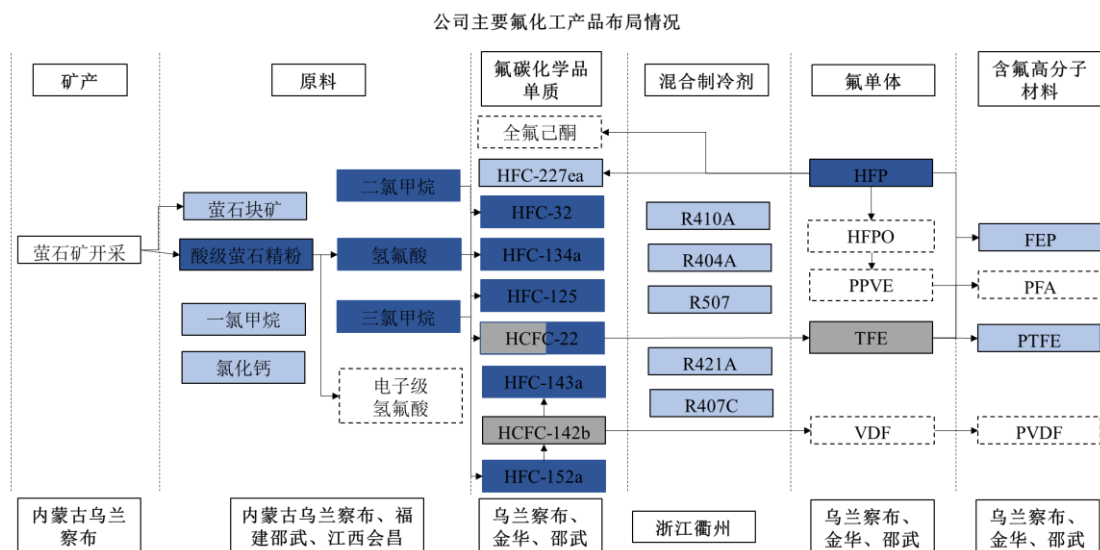 公司主要氟化工产品布局情况
矿产
原料
氟碳化学品
单质
混合制冷剂
氟单体
含氟高分子
材料
全氟己酮
二氯甲烷
HFC-227ea
HFP
萤石块矿
HFC-32
R410A
HFPO
FEP
萤石矿开采
酸级萤石精粉
氢氟酸
HFC-134a
R404A
PPVE
PFA
HFC-125
R507
一氯甲烷
三氯甲烷
HCFC-22
TFE
PTFE
氯化钙
R421A
电子级
氢氟酸
HFC-143a
R407C
HCFC-142b
VDF
PVDF
HFC-152a
内蒙古乌兰
察布
内蒙古乌兰察布、福
建邵武、江西会昌
乌兰察布、
金华、邵武
浙江衢州
乌兰察布、
金华、邵武
乌兰察布、
金华、邵武